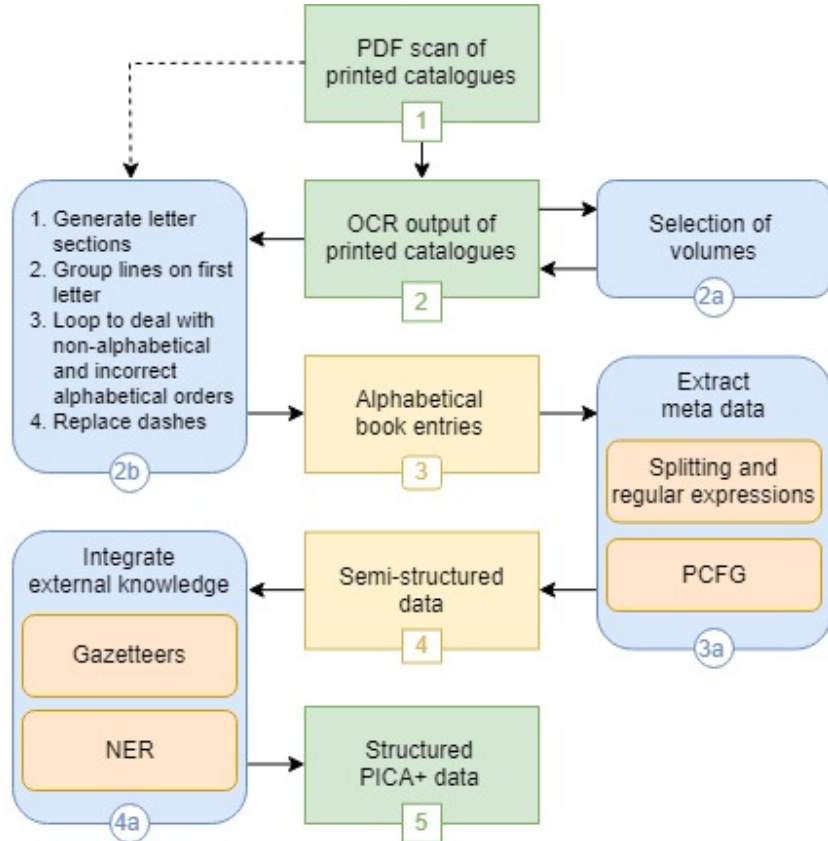 PDF scan of
printed catalogues
1
1. Generate letter
sections
2. Group lines on first
letter
3. Loop to deal with
non-alphabetical
and incorrect
alphabetical orders
4. Replace dashes
2b
OCR output of
printed catalogues
2
Selection of
volumes
2a
Alphabetical
book entries
3
Extract
meta data
Splitting and
regular expressions
PCFG
3a
Semi-structured
data
4
Integrate
external knowledge
Gazetteers
NER
4a
Structured
PICA+ data
5